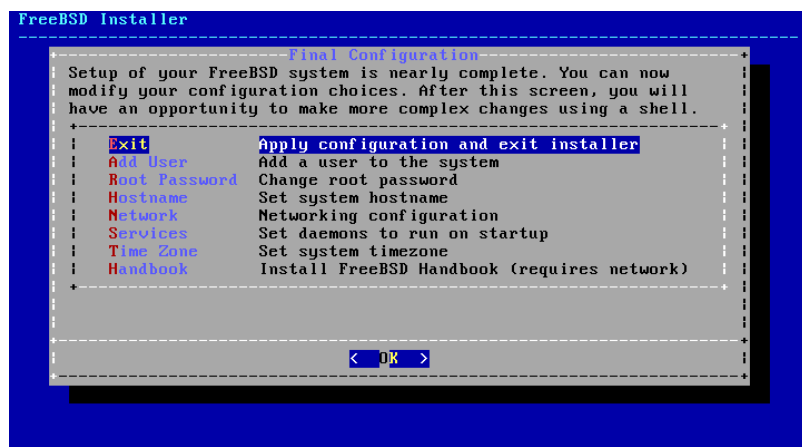 FreeBSD Installer
Final Configuration
Setup of your FreeBSD system is nearly complete. You can now
modify your configuration choices. After this screen, you will
have an opportunity to make more complex changes using a shell.
Exit Apply configuration and exit installer
Add User Add a user to the system
Root Password Change root password
Hostname Set system hostname
Network Networking configuration
Services Set daemons to run on startup
Time Zone Set system timezone
Handbook Install FreeBSD Handbook (requires network)
< OK >